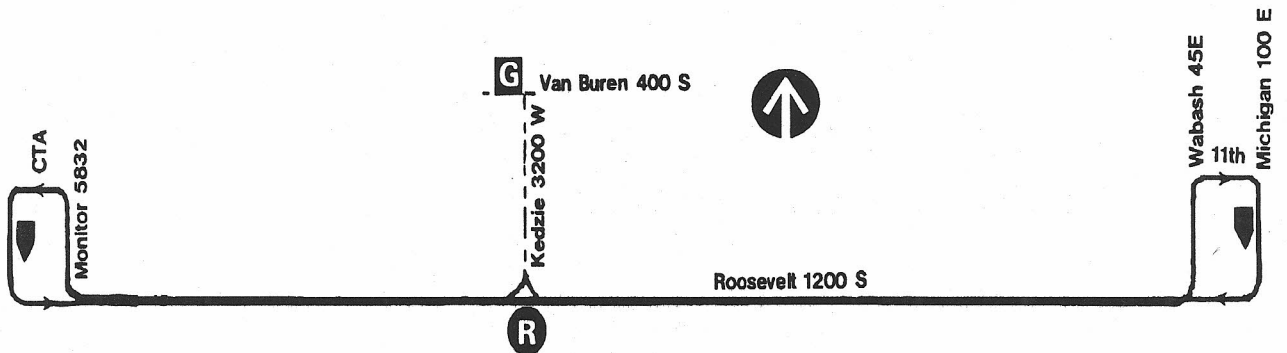 G Van Buren 400 S
Kedzie 3200 W
CTA
Monitor 5832
Wabash 45E
11th
Michigan 100 E
Roosevelt 1200 S
R